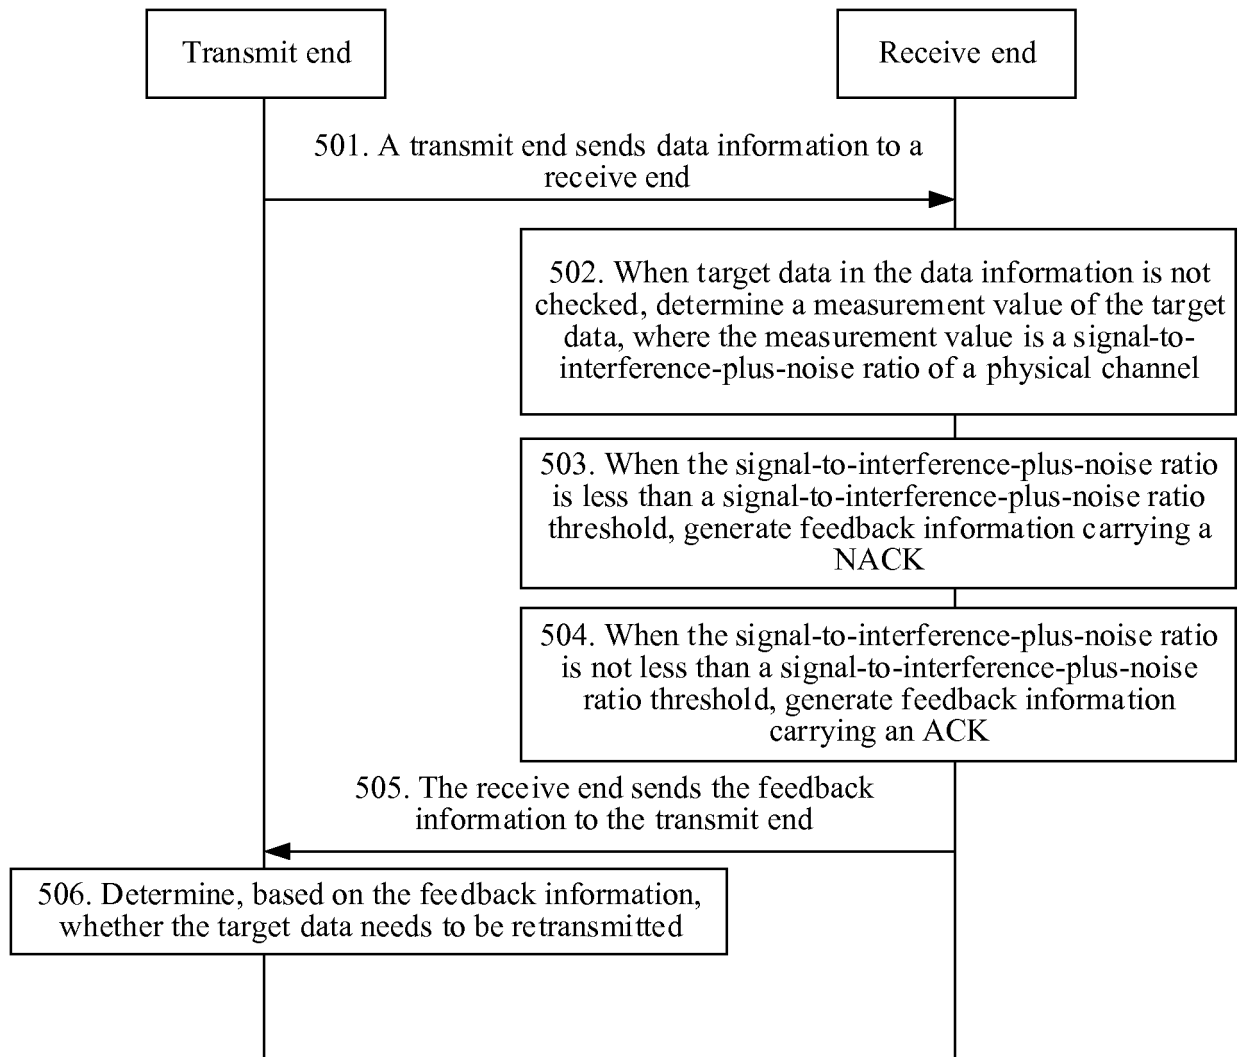 Transmit end
Receive end
501. A transmit end sends data information to a
receive end
502. When target data in the data information is not
checked, determine a measurement value of the target
data, where the measurement value is a signal-to-
interference-plus-noise ratio of a physical channel
503. When the signal-to-interference-plus-noise ratio
is less than a signal-to-interference-plus-noise ratio
threshold, generate feedback information carrying a
NACK
504. When the signal-to-interference-plus-noise ratio
is not less than a signal-to-interference-plus-noise
ratio threshold, generate feedback information
carrying an ACK
505. The receive end sends the feedback
information to the transmit end
506. Determine, based on the feedback information,
whether the target data needs to be retransmitted